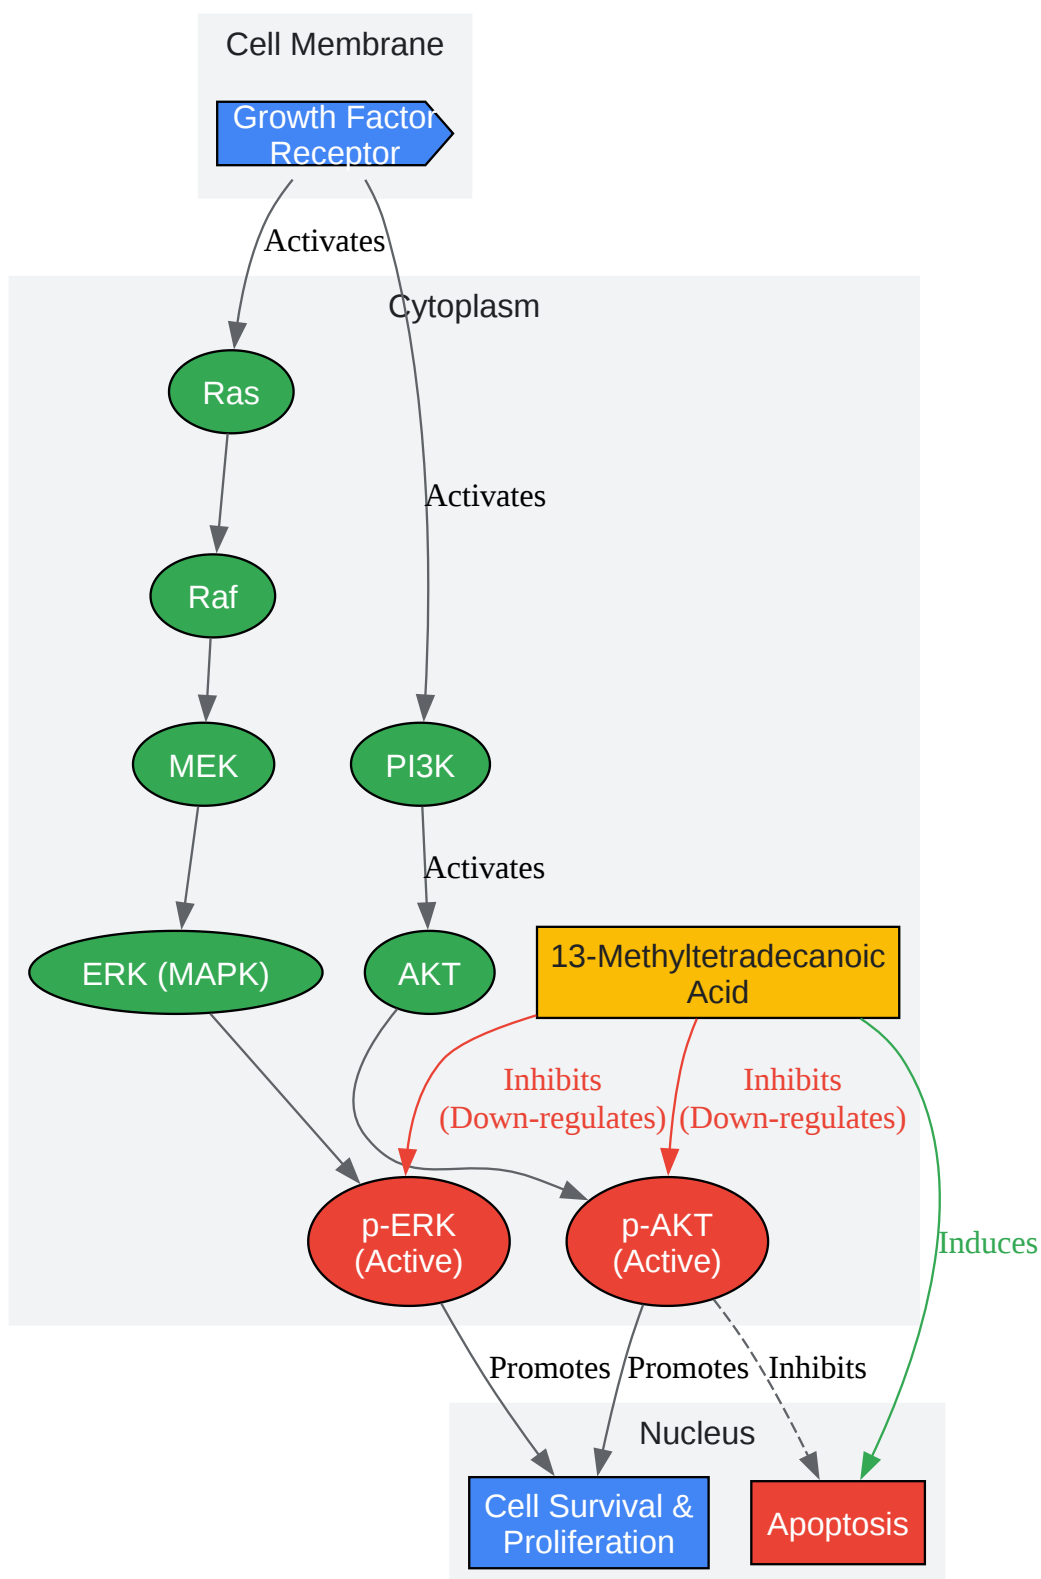 Cell Membrane
Growth Factor
Receptor
Activates
Cytoplasm
Ras
Activates
Raf
MEK
PI3K
Activates
ERK (MAPK)
AKT
13-Methyltetradecanoic
Acid
Inhibits
(Down-regulates)
Inhibits
(Down-regulates)
p-ERK
(Active)
p-AKT
(Active)
Induces
Promotes
Promotes
Inhibits
Nucleus
Cell Survival &
Proliferation
Apoptosis